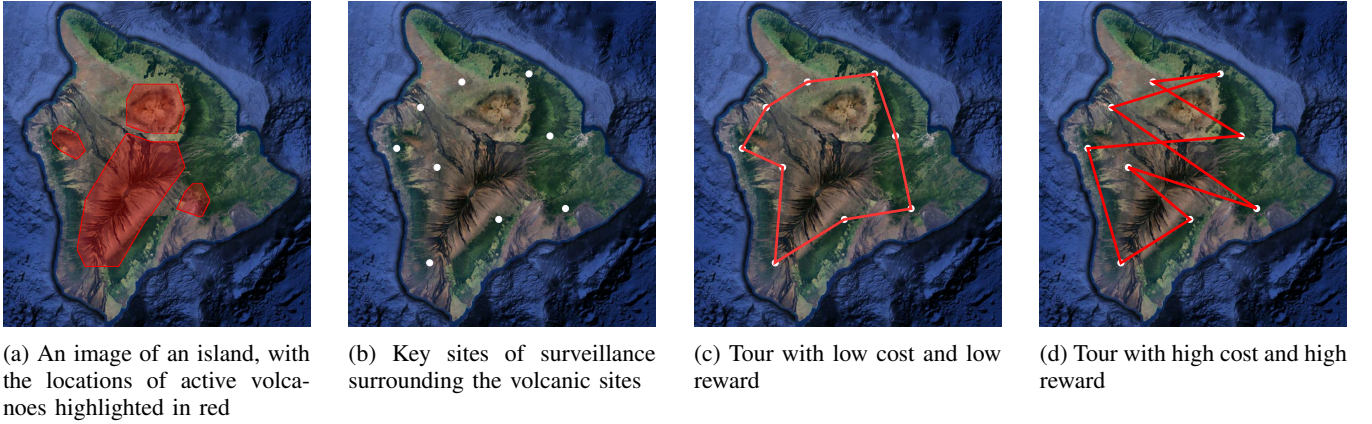 (a) An image of an island, with
the locations of active volca-
noes highlighted in red
(b) Key sites of surveillance
surrounding the volcanic sites
(c) Tour with low cost and low
reward
(d) Tour with high cost and high
reward